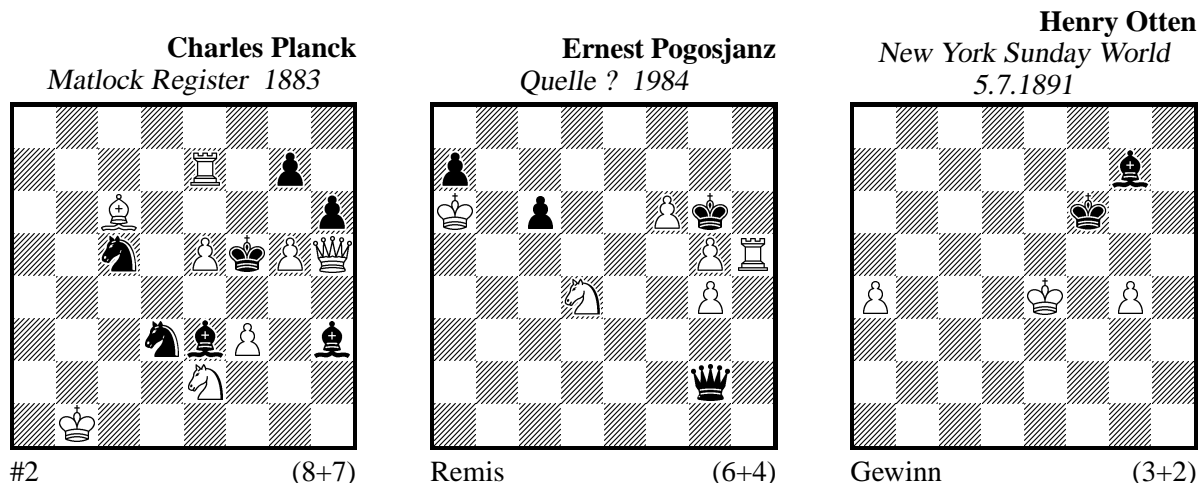 Charles Planck
Matlock Register 1883
#2 (8+7)
Ernest Pogosjanz
Quelle ? 1984
Remis (6+4)
Henry Otten
New York Sunday World
5.7.1891
Gewinn (3+2)